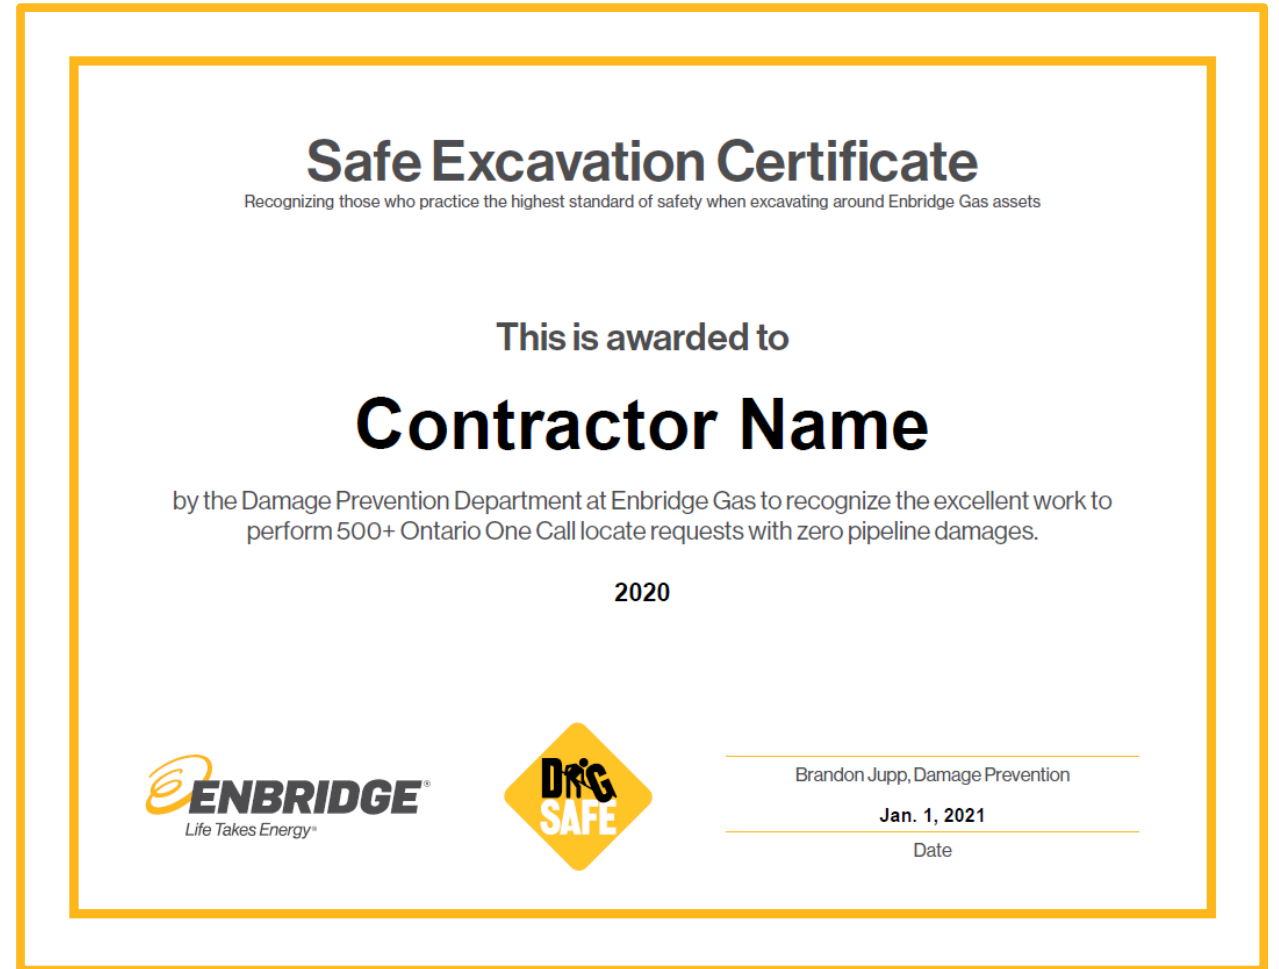 Safe Excavation Certificate
Recognizing those who practice the highest standard of safety when excavating around Enbridge Gas assets
This is awarded to
Contractor Name
by the Damage Prevention Department at Enbridge Gas to recognize the excellent work to
perform 500+ Ontario One Call locate requests with zero pipeline damages.
2020
ENBRIDGE®
Life Takes Energy®
DIG
SAFE
Brandon Jupp, Damage Prevention
Jan. 1, 2021
Date